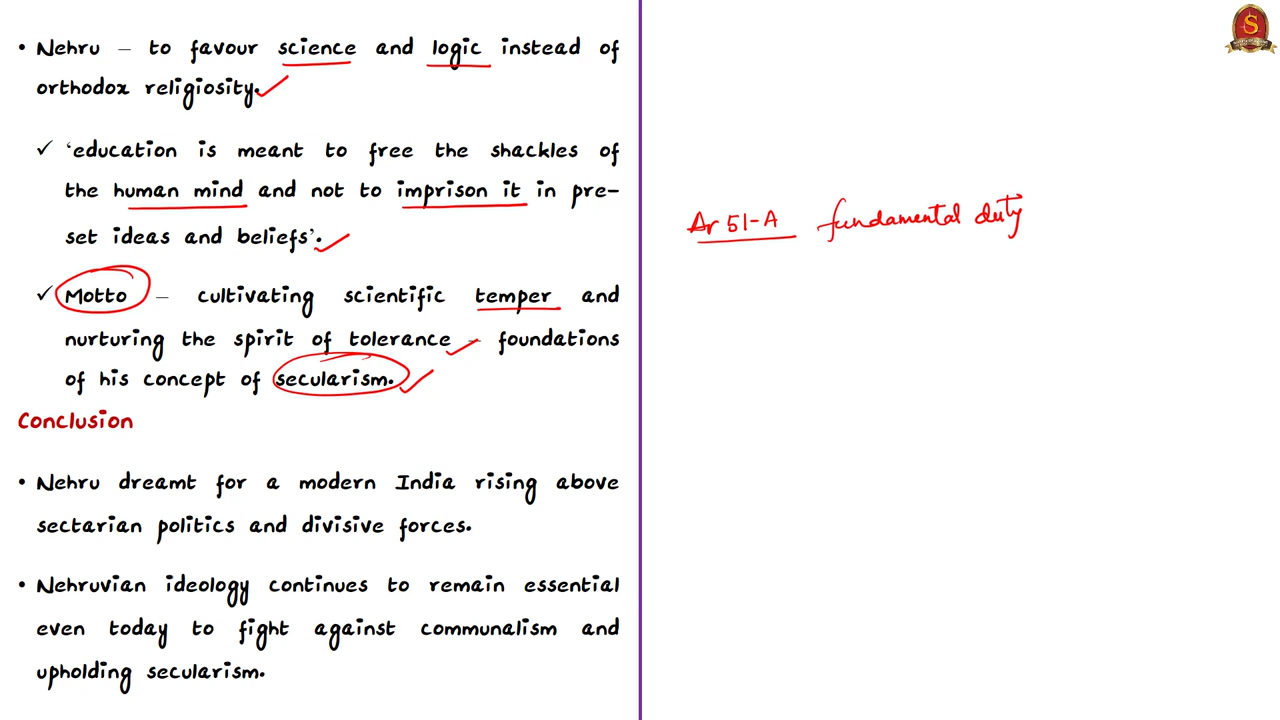 • Nehru – to favour science and logic instead of
orthodox religiosity.
✓ ‘education is meant to free the shackles of
the human mind and not to imprison it in pre-
set ideas and beliefs’.
✓ Motto – cultivating scientific temper and
nurturing the spirit of tolerance – foundations
of his concept of secularism.
Conclusion
• Nehru dreamt for a modern India rising above
sectarian politics and divisive forces.
• Nehruvian ideology continues to remain essential
even today to fight against communalism and
upholding secularism.
Ar 51-A fundamental duty
S